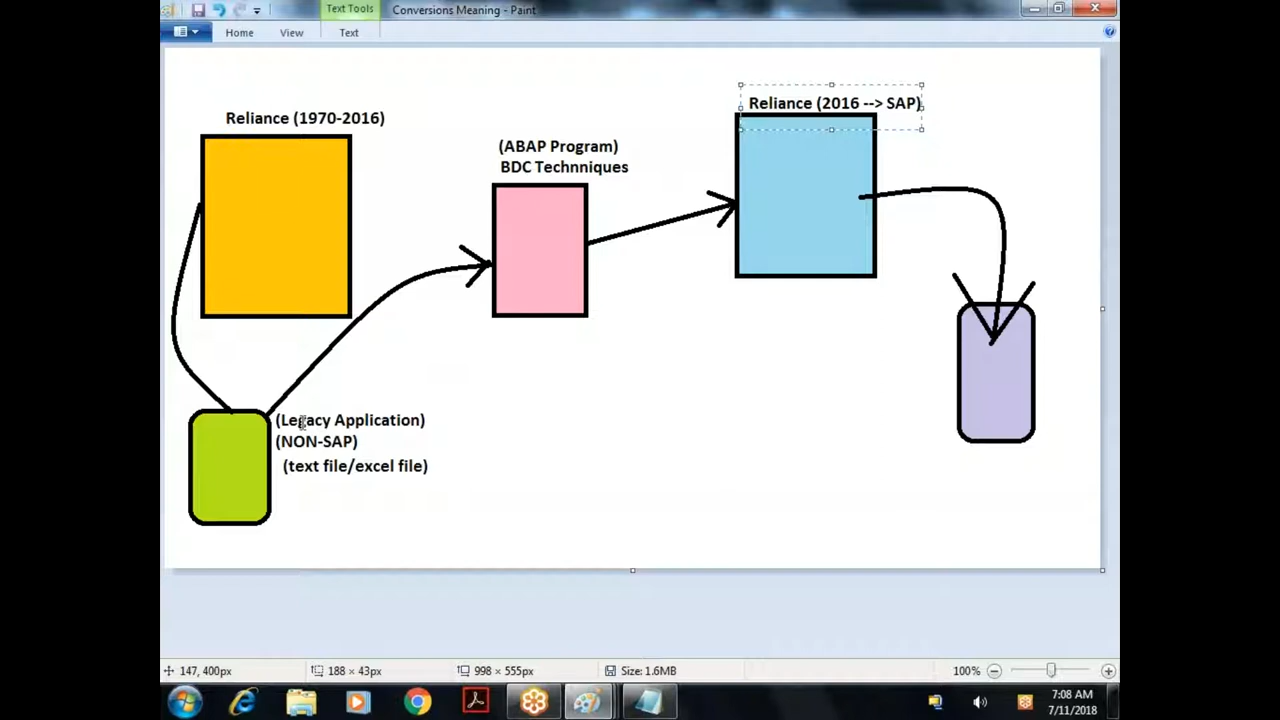 Text Tools
Conversions Meaning - Paint
Home
View
Text
Reliance (1970-2016)
(ABAP Program)
BDC Technniques
Reliance (2016 --> SAP)
(Legacy Application)
(NON-SAP)
(text file/excel file)
147, 400px
188 × 43px
998 × 555px
Size: 1.6MB
100%
7:08 AM
7/11/2018